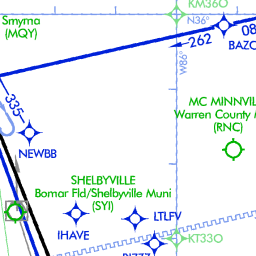 KM36O
Smyrna
(MQY)
N36°
08
262
BAZO
W86°
335
MC MINNVI
Warren County M
(RNC)
NEWBB
SHELBYVILLE
Bomar Fld/Shelbyville Muni
(SYI)
LTLFV
IHAVE
KT33O